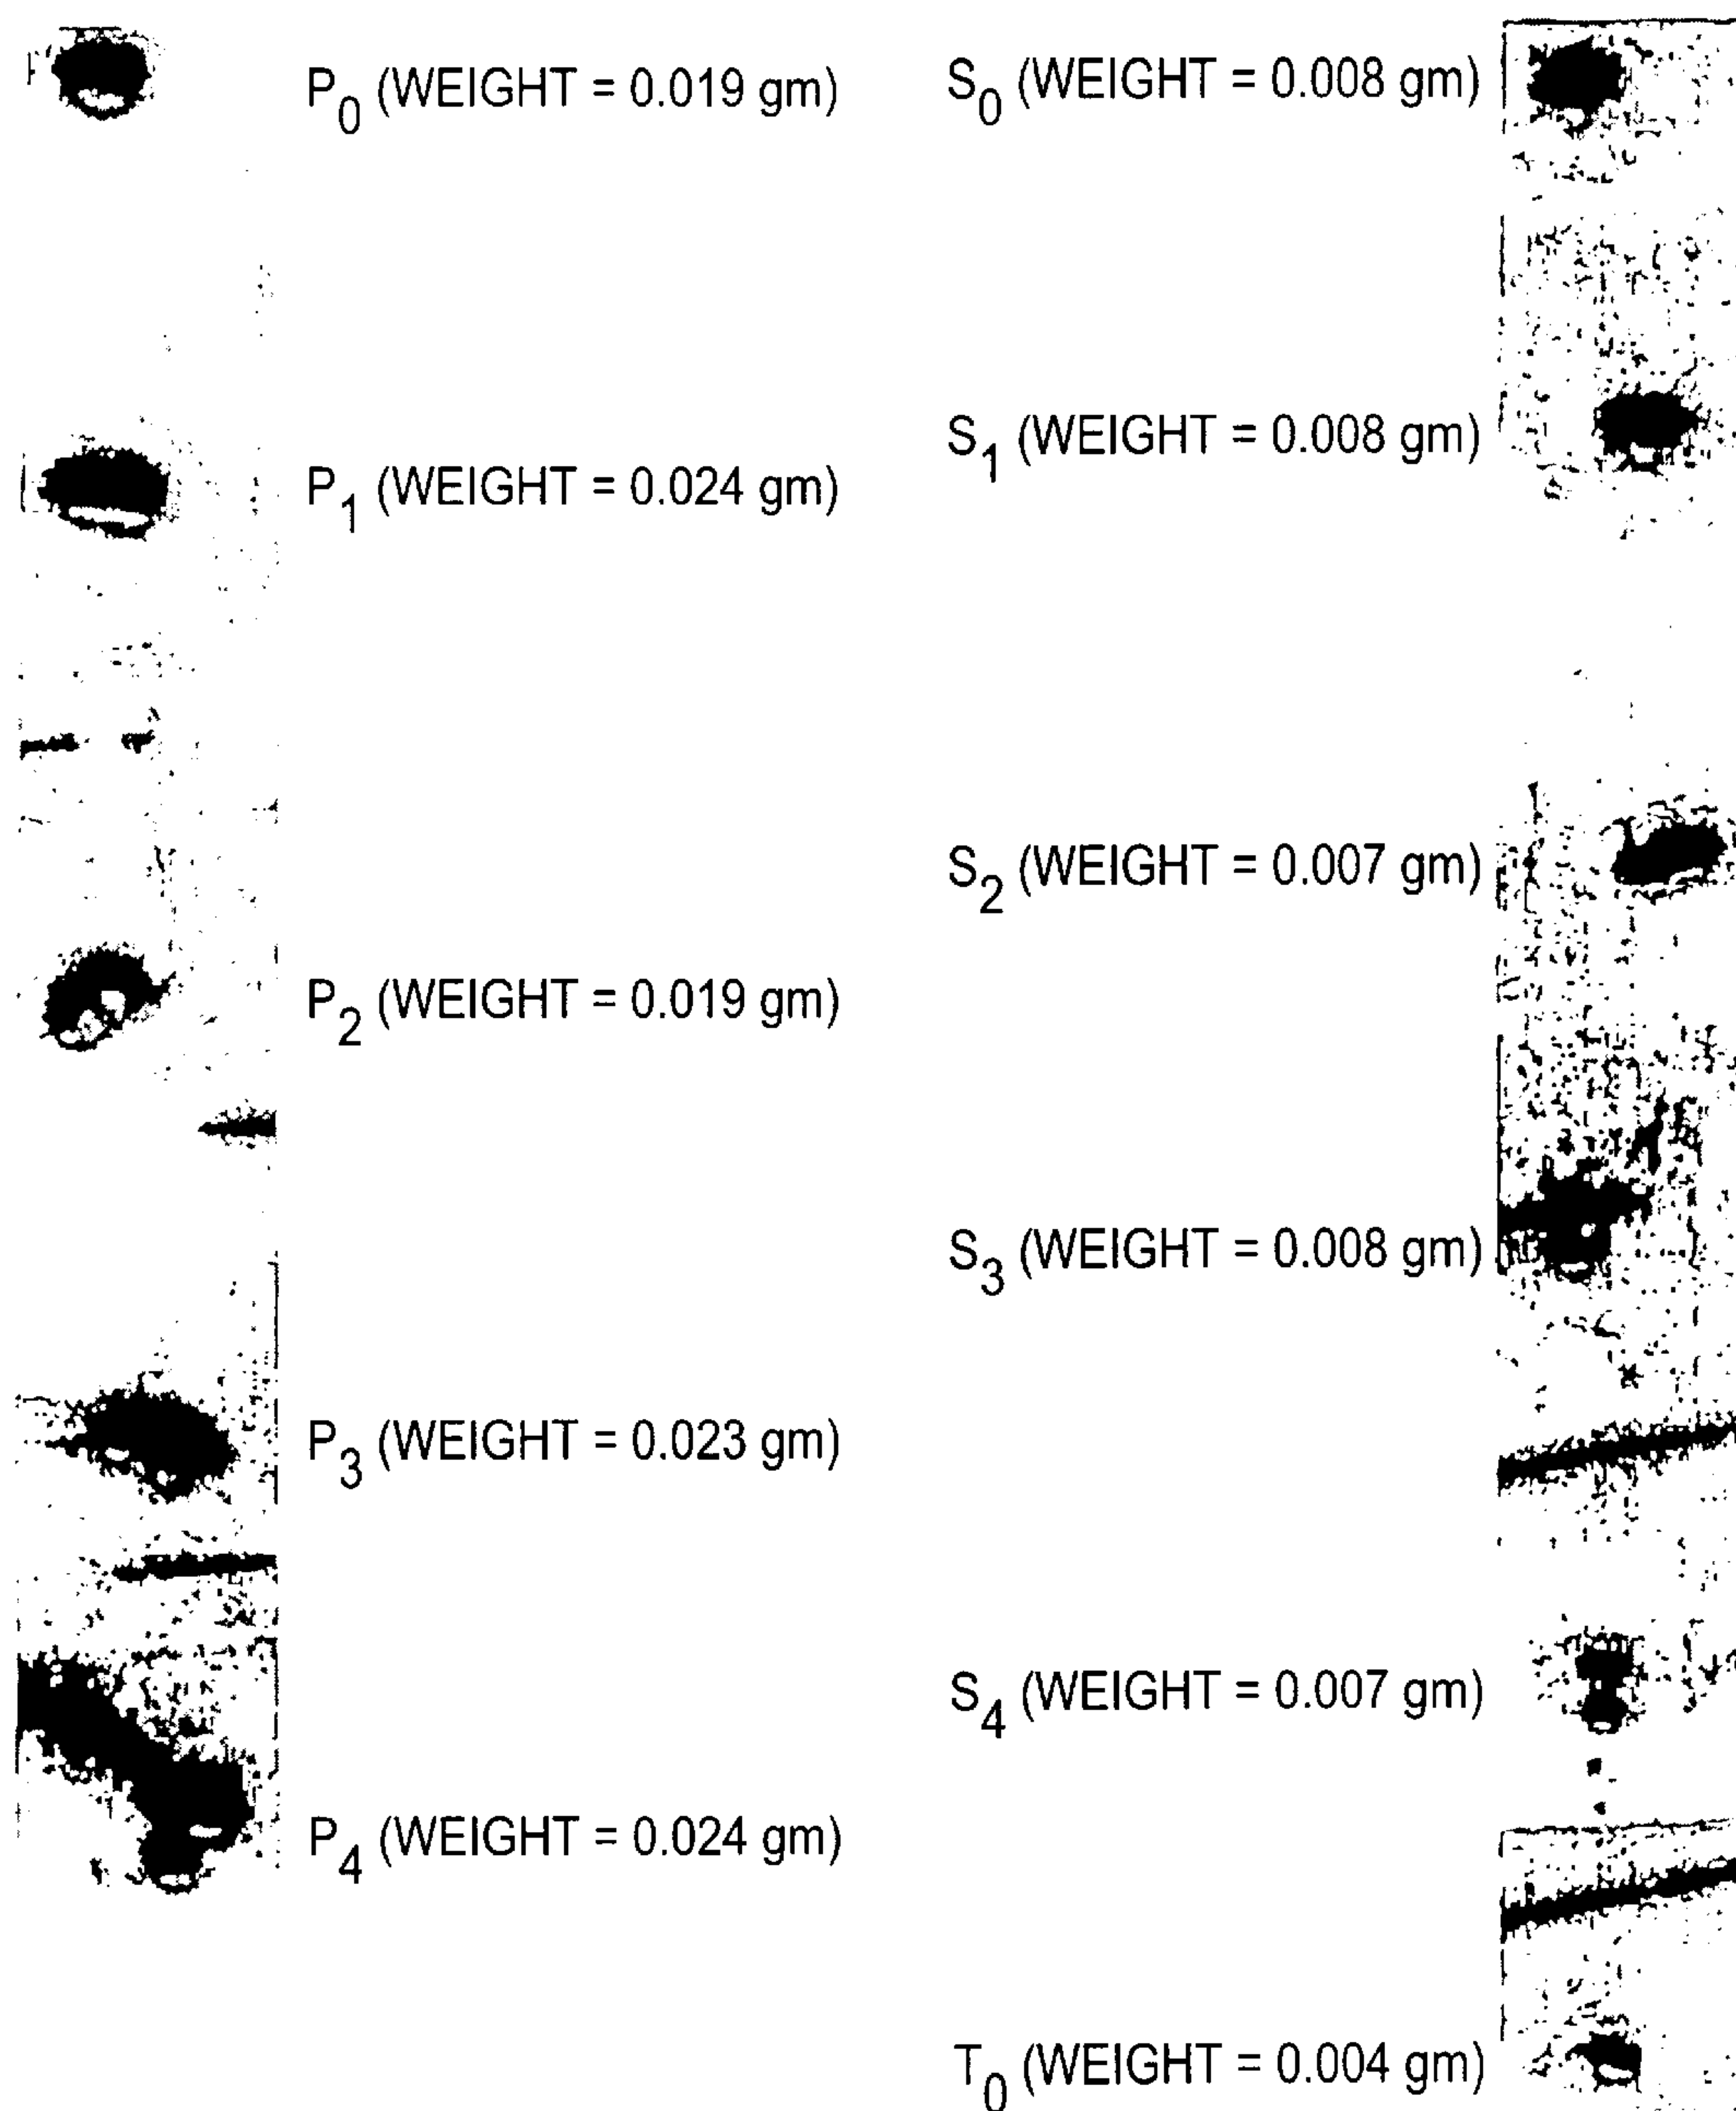 P0 (WEIGHT = 0.019 gm)
P1 (WEIGHT = 0.024 gm)
P2 (WEIGHT = 0.019 gm)
P3 (WEIGHT = 0.023 gm)
P4 (WEIGHT = 0.024 gm)
S0 (WEIGHT = 0.008 gm)
S1 (WEIGHT = 0.008 gm)
S2 (WEIGHT = 0.007 gm)
S3 (WEIGHT = 0.008 gm)
S4 (WEIGHT = 0.007 gm)
T0 (WEIGHT = 0.004 gm)